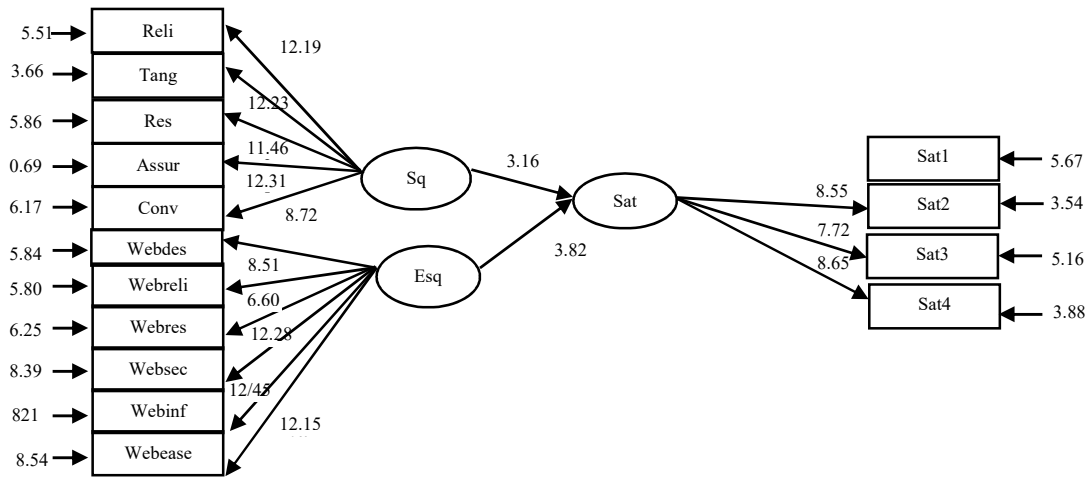 5.51
Reli
3.66
Tang
5.86
Res
0.69
Assur
6.17
Conv
5.84
Webdes
5.80
Webreli
6.25
Webres
8.39
Websec
821
Webinf
8.54
Webease
12.19
12.23
11.46
12.31
8.72
8.51
6.60
12.28
12/45
12.15
Sq
Esq
3.16
3.82
Sat
8.55
7.72
8.65
Sat1
5.67
Sat2
3.54
Sat3
5.16
Sat4
3.88